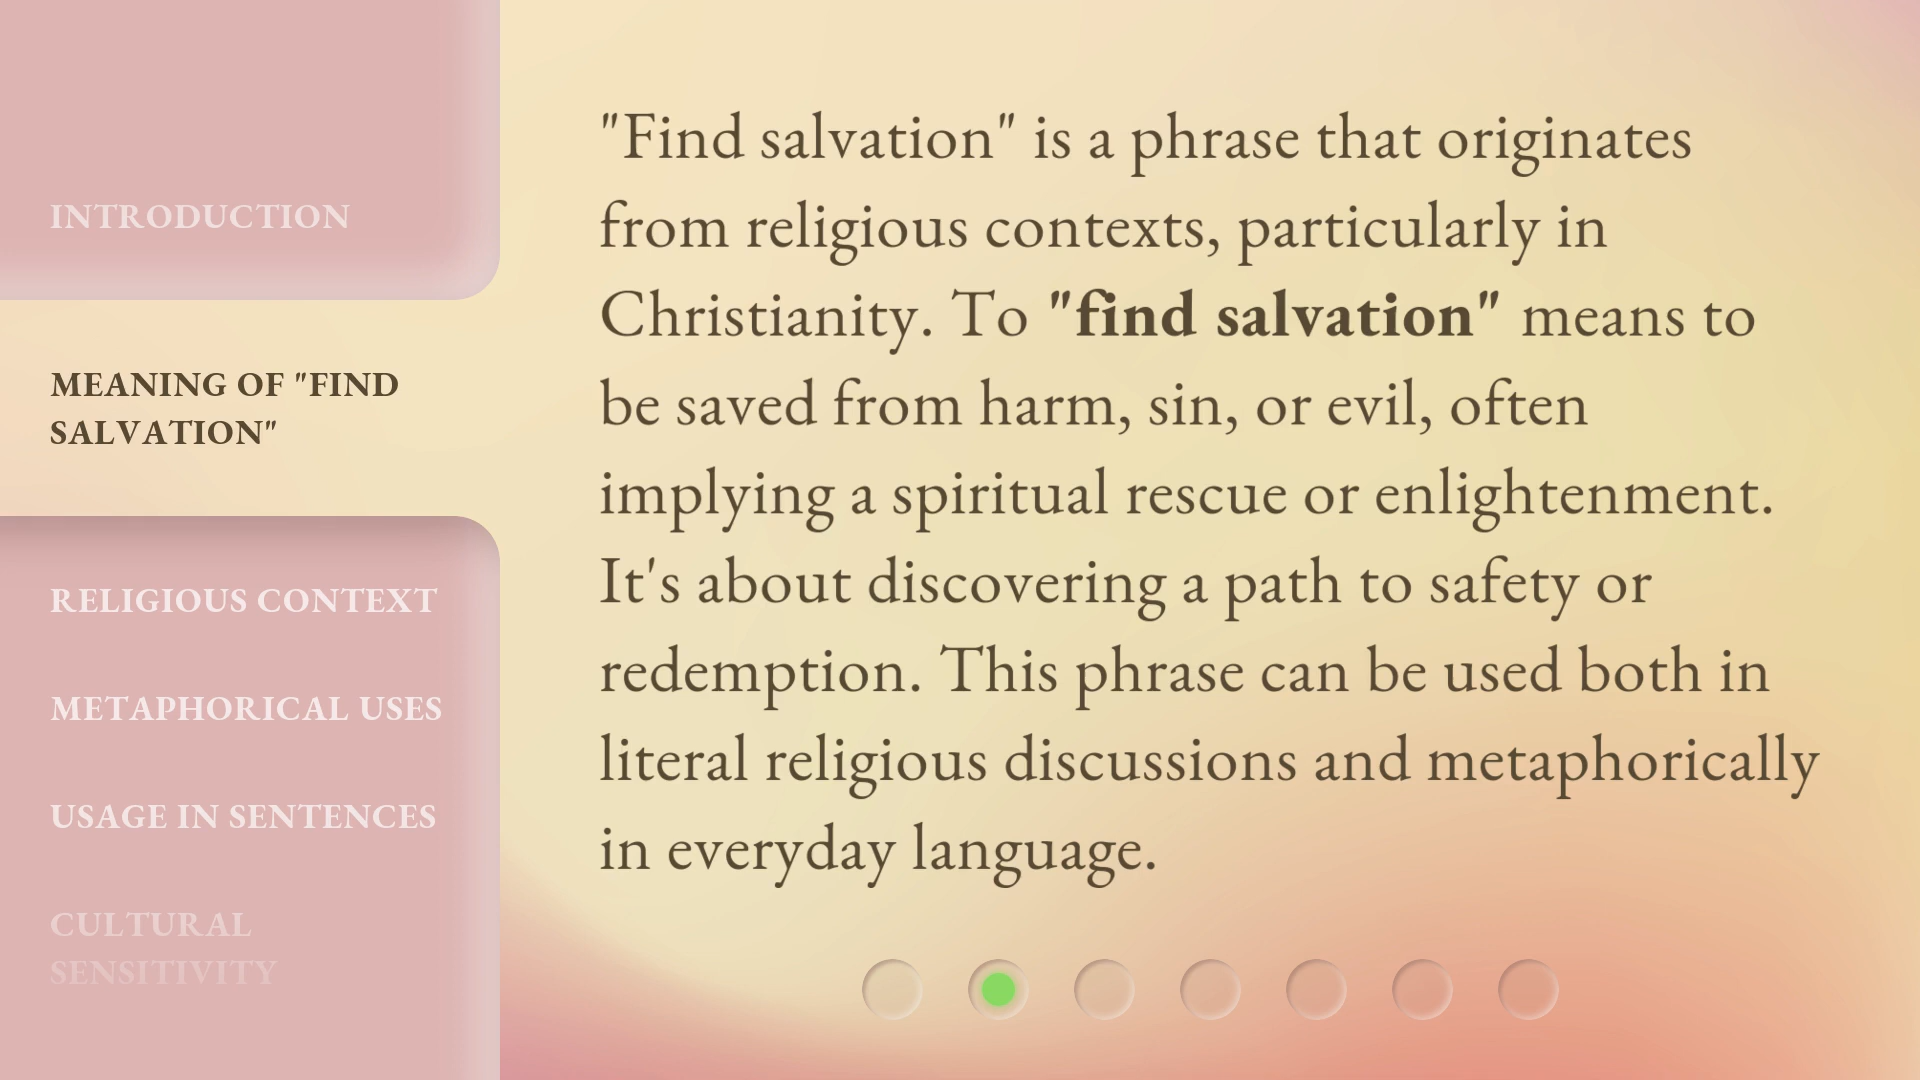 INTRODUCTION
MEANING OF "FIND
SALVATION"
RELIGIOUS CONTEXT
METAPHORICAL USES
USAGE IN SENTENCES
CULTURAL
SENSITIVITY
"Find salvation" is a phrase that originates
from religious contexts, particularly in
Christianity. To "find salvation" means to
be saved from harm, sin, or evil, often
implying a spiritual rescue or enlightenment.
It's about discovering a path to safety or
redemption. This phrase can be used both in
literal religious discussions and metaphorically
in everyday language.